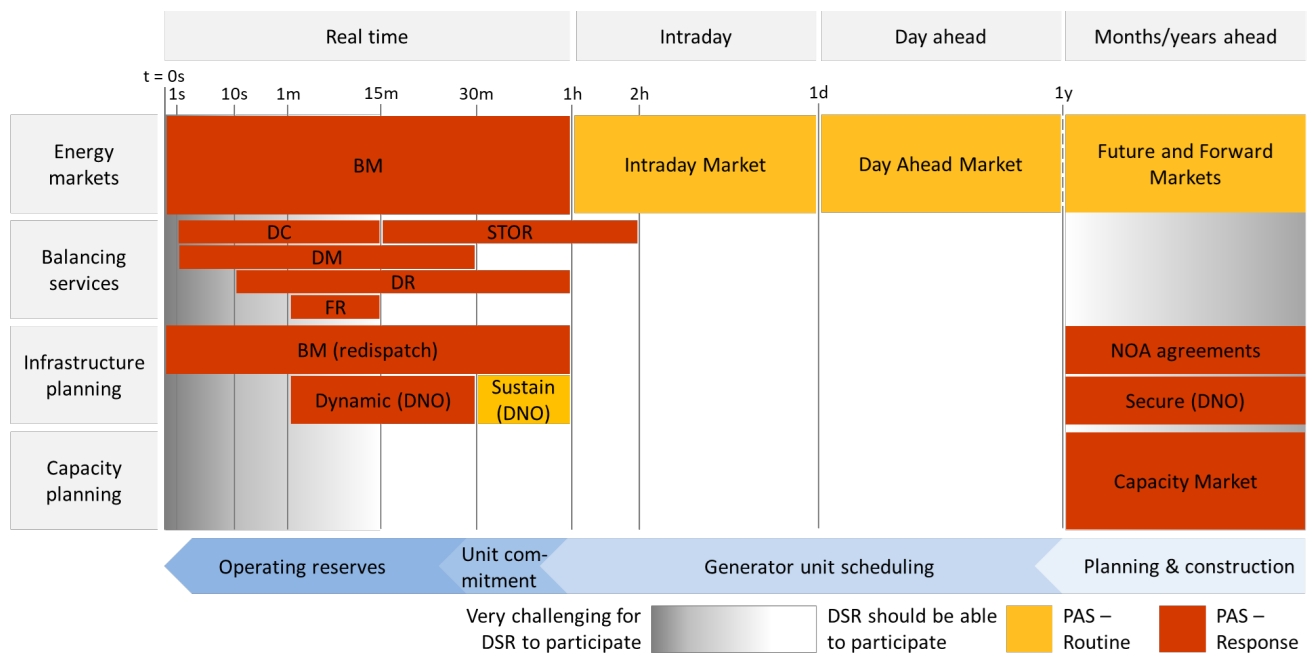 Real time
Intraday
Day ahead
Months/years ahead
t = 0s
1s
10s
1m
15m
30m
1h
2h
1d
1y
Energy
markets
BM
Intraday Market
Day Ahead Market
Future and Forward
Markets
Balancing
services
DC
STOR
DM
DR
FR
Infrastructure
planning
BM (redispatch)
NOA agreements
Dynamic (DNO)
Sustain
(DNO)
Secure (DNO)
Capacity
planning
Capacity Market
Operating reserves
Unit com-
mitment
Generator unit scheduling
Planning & construction
Very challenging for
DSR to participate
DSR should be able
to participate
PAS –
Routine
PAS –
Response